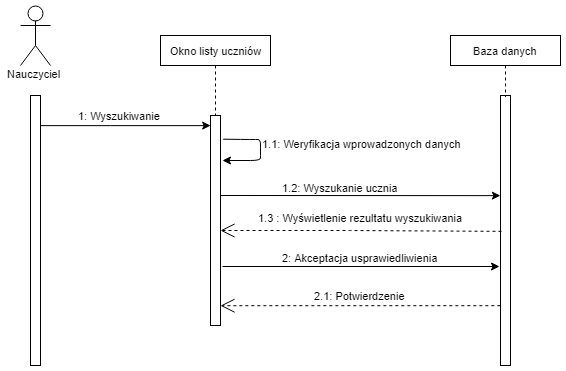 Okno listy uczniów
Baza danych
Nauczyciel
1: Wyszukiwanie
1.1: Weryfikacja wprowadzonych danych
1.2: Wyszukanie ucznia
1.3 : Wyświetlenie rezultatu wyszukiwania
2: Akceptacja usprawiedliwienia
2.1: Potwierdzenie